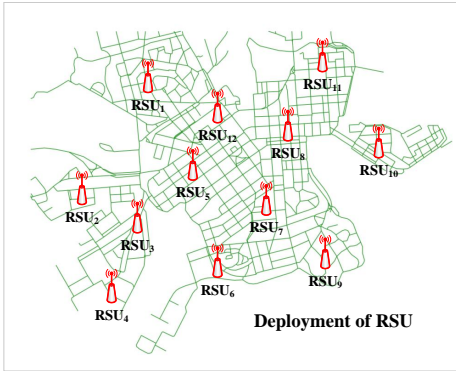 RSU₁₁
RSU₁
RSU₁₂
RSU₈
RSU₁₀
RSU₅
RSU₂
RSU₇
RSU₃
RSU₆
RSU₉
RSU₄
Deployment of RSU